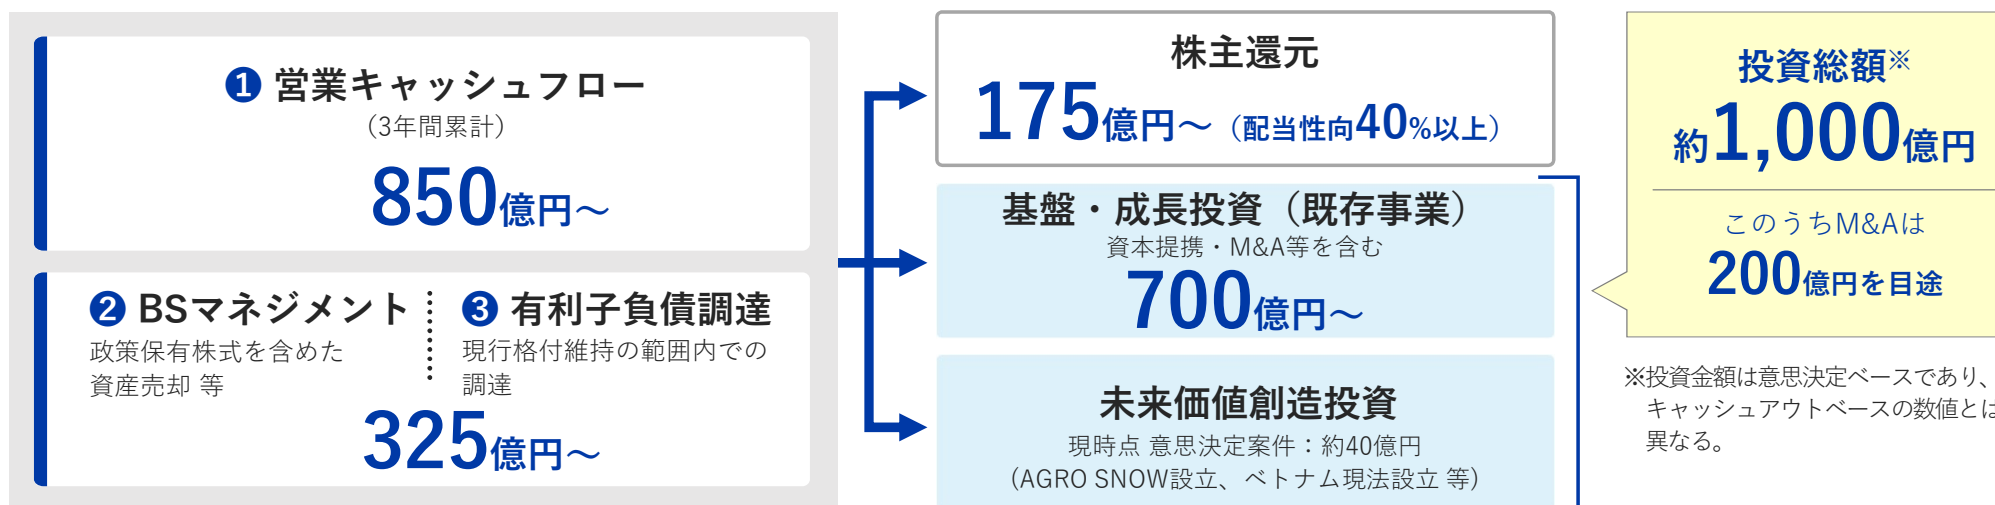 ❶ 営業キャッシュフロー
（3年間累計）
850億円～
❷ BSマネジメント
政策保有株式を含めた
資産売却 等
❸ 有利子負債調達
現行格付維持の範囲内での
調達
325億円～
株主還元
175億円～（配当性向40%以上）
基盤・成長投資（既存事業）
資本提携・M&A等を含む
700億円～
未来価値創造投資
現時点 意思決定案件：約40億円
（AGRO SNOW設立、ベトナム現法設立 等）
投資総額※
約1,000億円
このうちM&Aは
200億円を目途
※投資金額は意思決定ベースであり、
キャッシュアウトベースの数値とは
異なる。